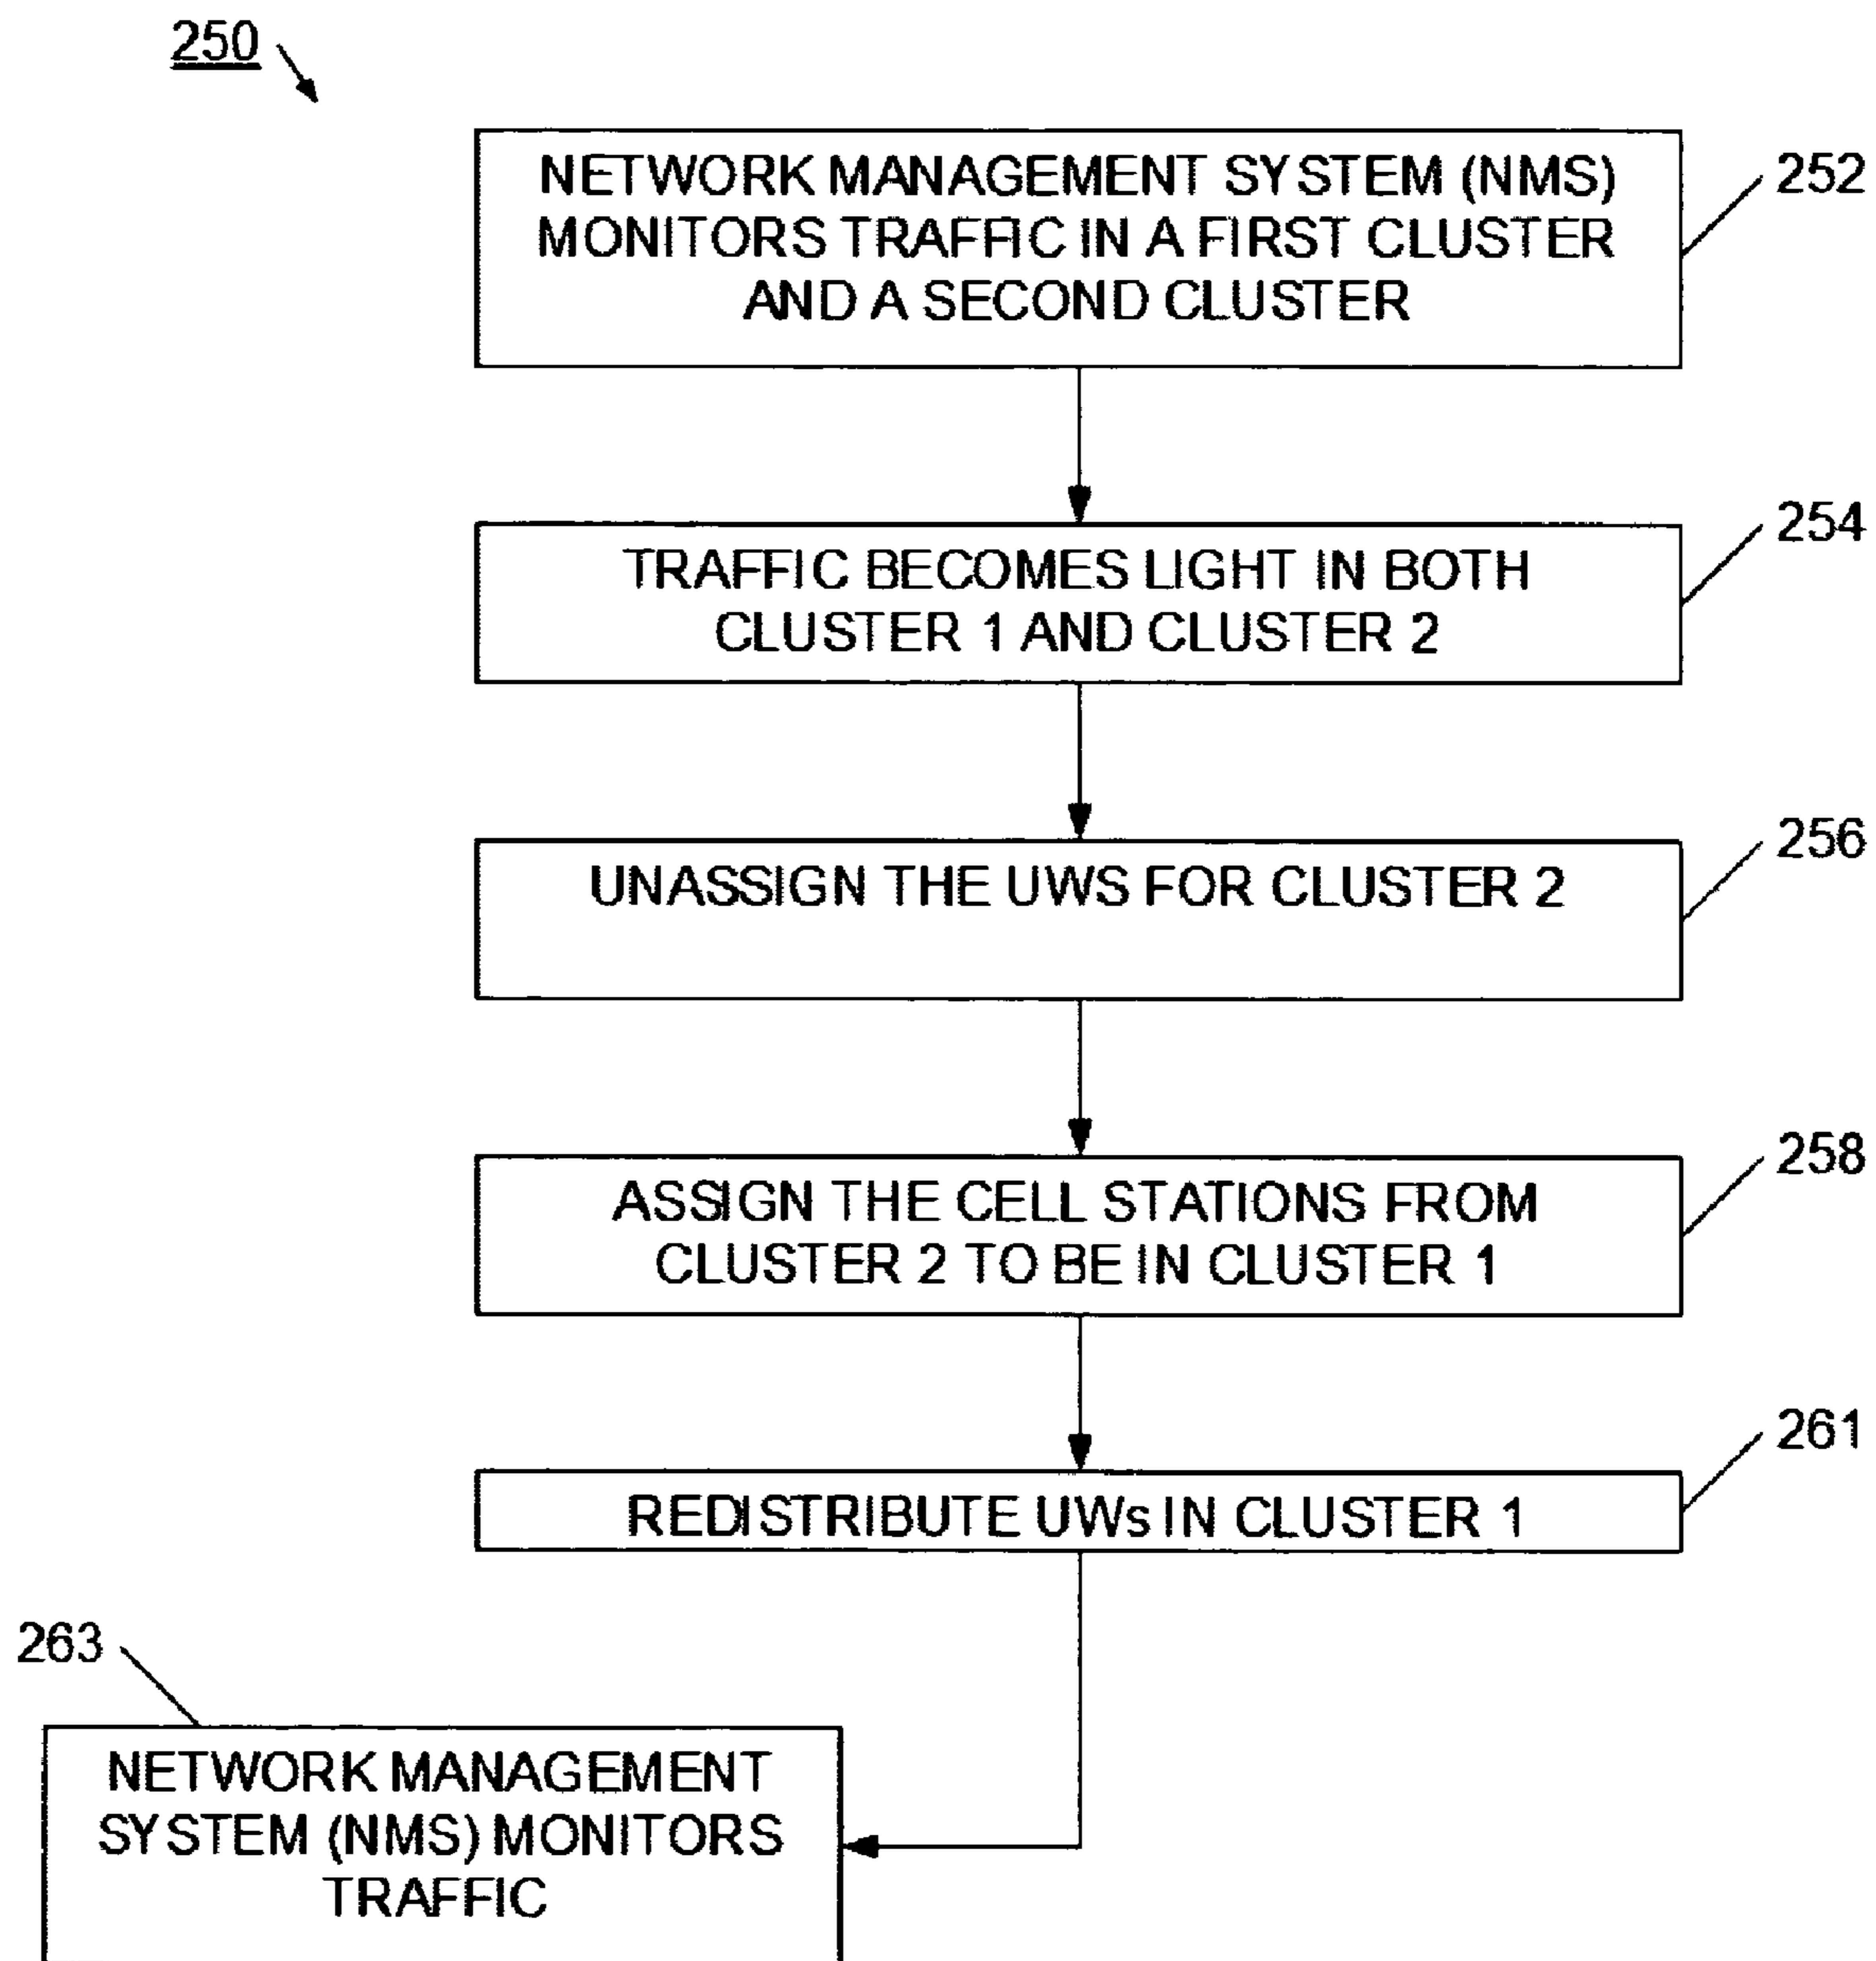 250
NETWORK MANAGEMENT SYSTEM (NMS)
MONITORS TRAFFIC IN A FIRST CLUSTER
AND A SECOND CLUSTER
252
TRAFFIC BECOMES LIGHT IN BOTH
CLUSTER 1 AND CLUSTER 2
254
UNASSIGN THE UWS FOR CLUSTER 2
256
ASSIGN THE CELL STATIONS FROM
CLUSTER 2 TO BE IN CLUSTER 1
258
REDISTRIBUTE UWs IN CLUSTER 1
261
263
NETWORK MANAGEMENT
SYSTEM (NMS) MONITORS
TRAFFIC